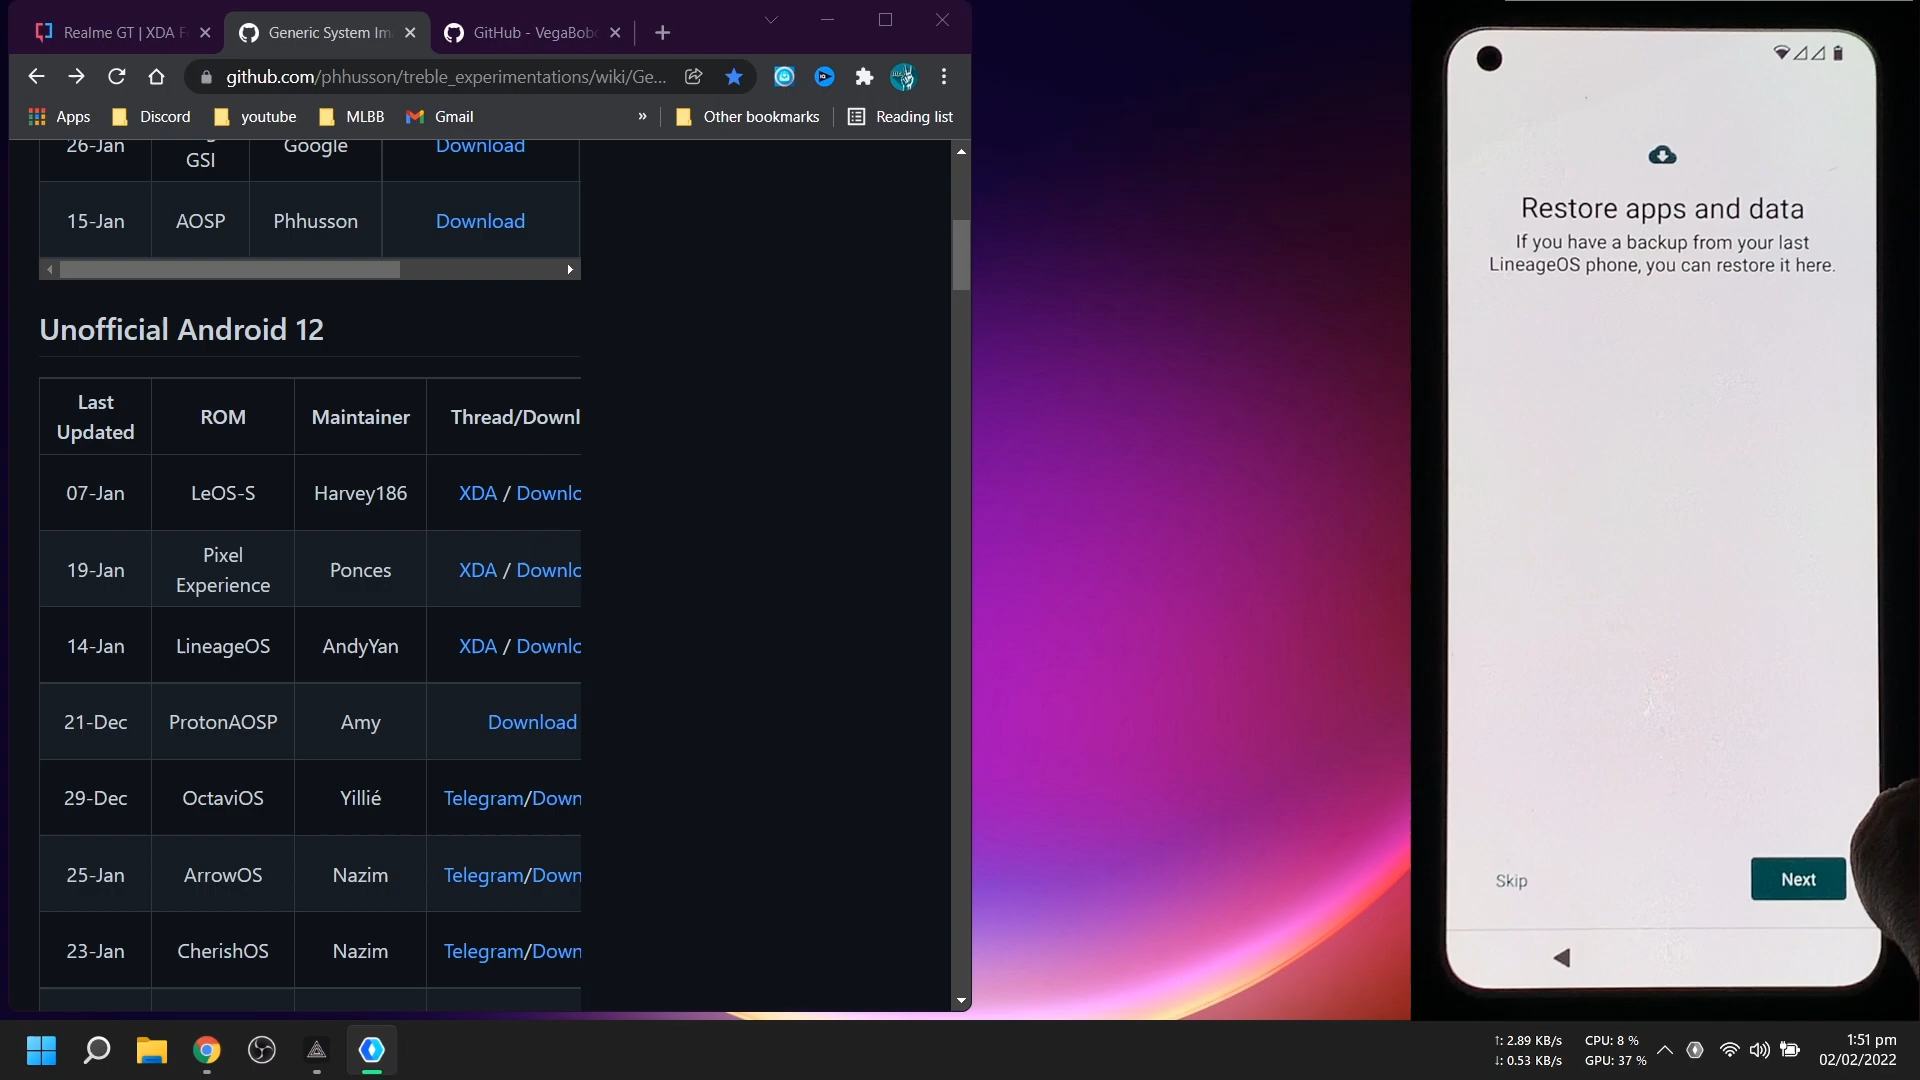 Realme GT | XDA F
Generic System Im
GitHub - VegaBob
github.com/phhusson/treble_experimentations/wiki/Ge...
Apps
Discord
youtube
MLBB
Gmail
»
Other bookmarks
Reading list
26-Jan
GSI
Google
Download
15-Jan
AOSP
Phhusson
Download
Unofficial Android 12
Last Updated
ROM
Maintainer
Thread/Downl
07-Jan
LeOS-S
Harvey186
XDA / Downlo
19-Jan
Pixel Experience
Ponces
XDA / Downlo
14-Jan
LineageOS
AndyYan
XDA / Downlo
21-Dec
ProtonAOSP
Amy
Download
29-Dec
OctaviOS
Yillié
Telegram/Down
25-Jan
ArrowOS
Nazim
Telegram/Down
23-Jan
CherishOS
Nazim
Telegram/Down
Restore apps and data
If you have a backup from your last
LineageOS phone, you can restore it here.
Skip
Next
↑: 2.89 KB/s
↓: 0.53 KB/s
CPU: 8 %
GPU: 37 %
1:51 pm
02/02/2022